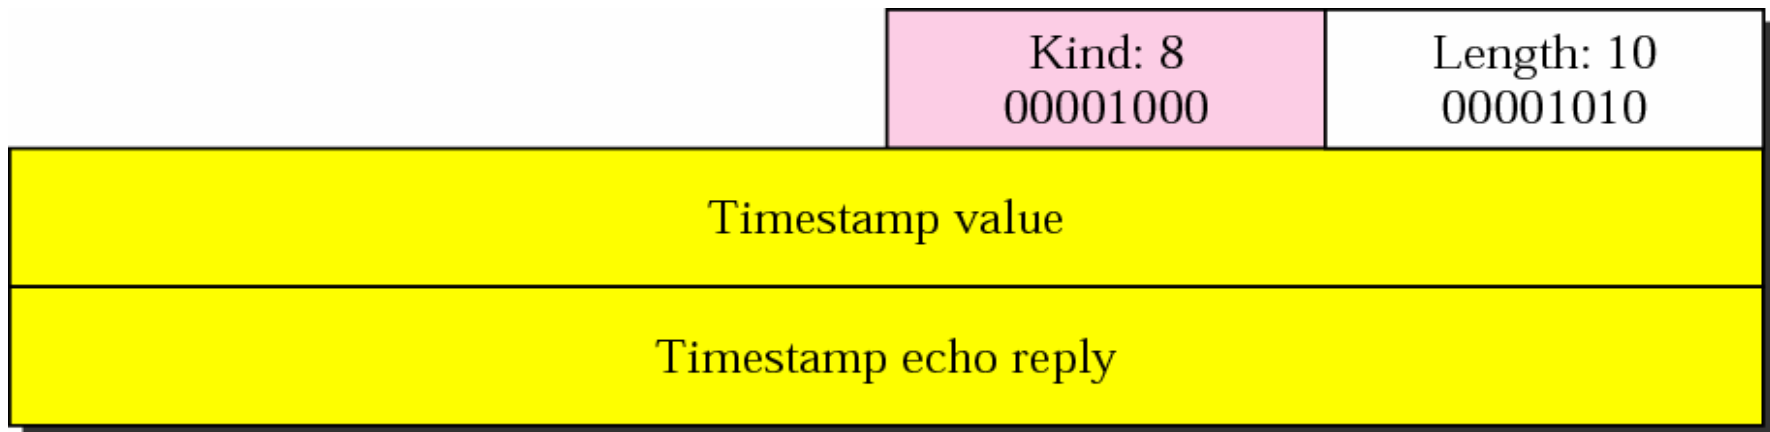 Kind: 8
00001000
Length: 10
00001010
Timestamp value
Timestamp echo reply